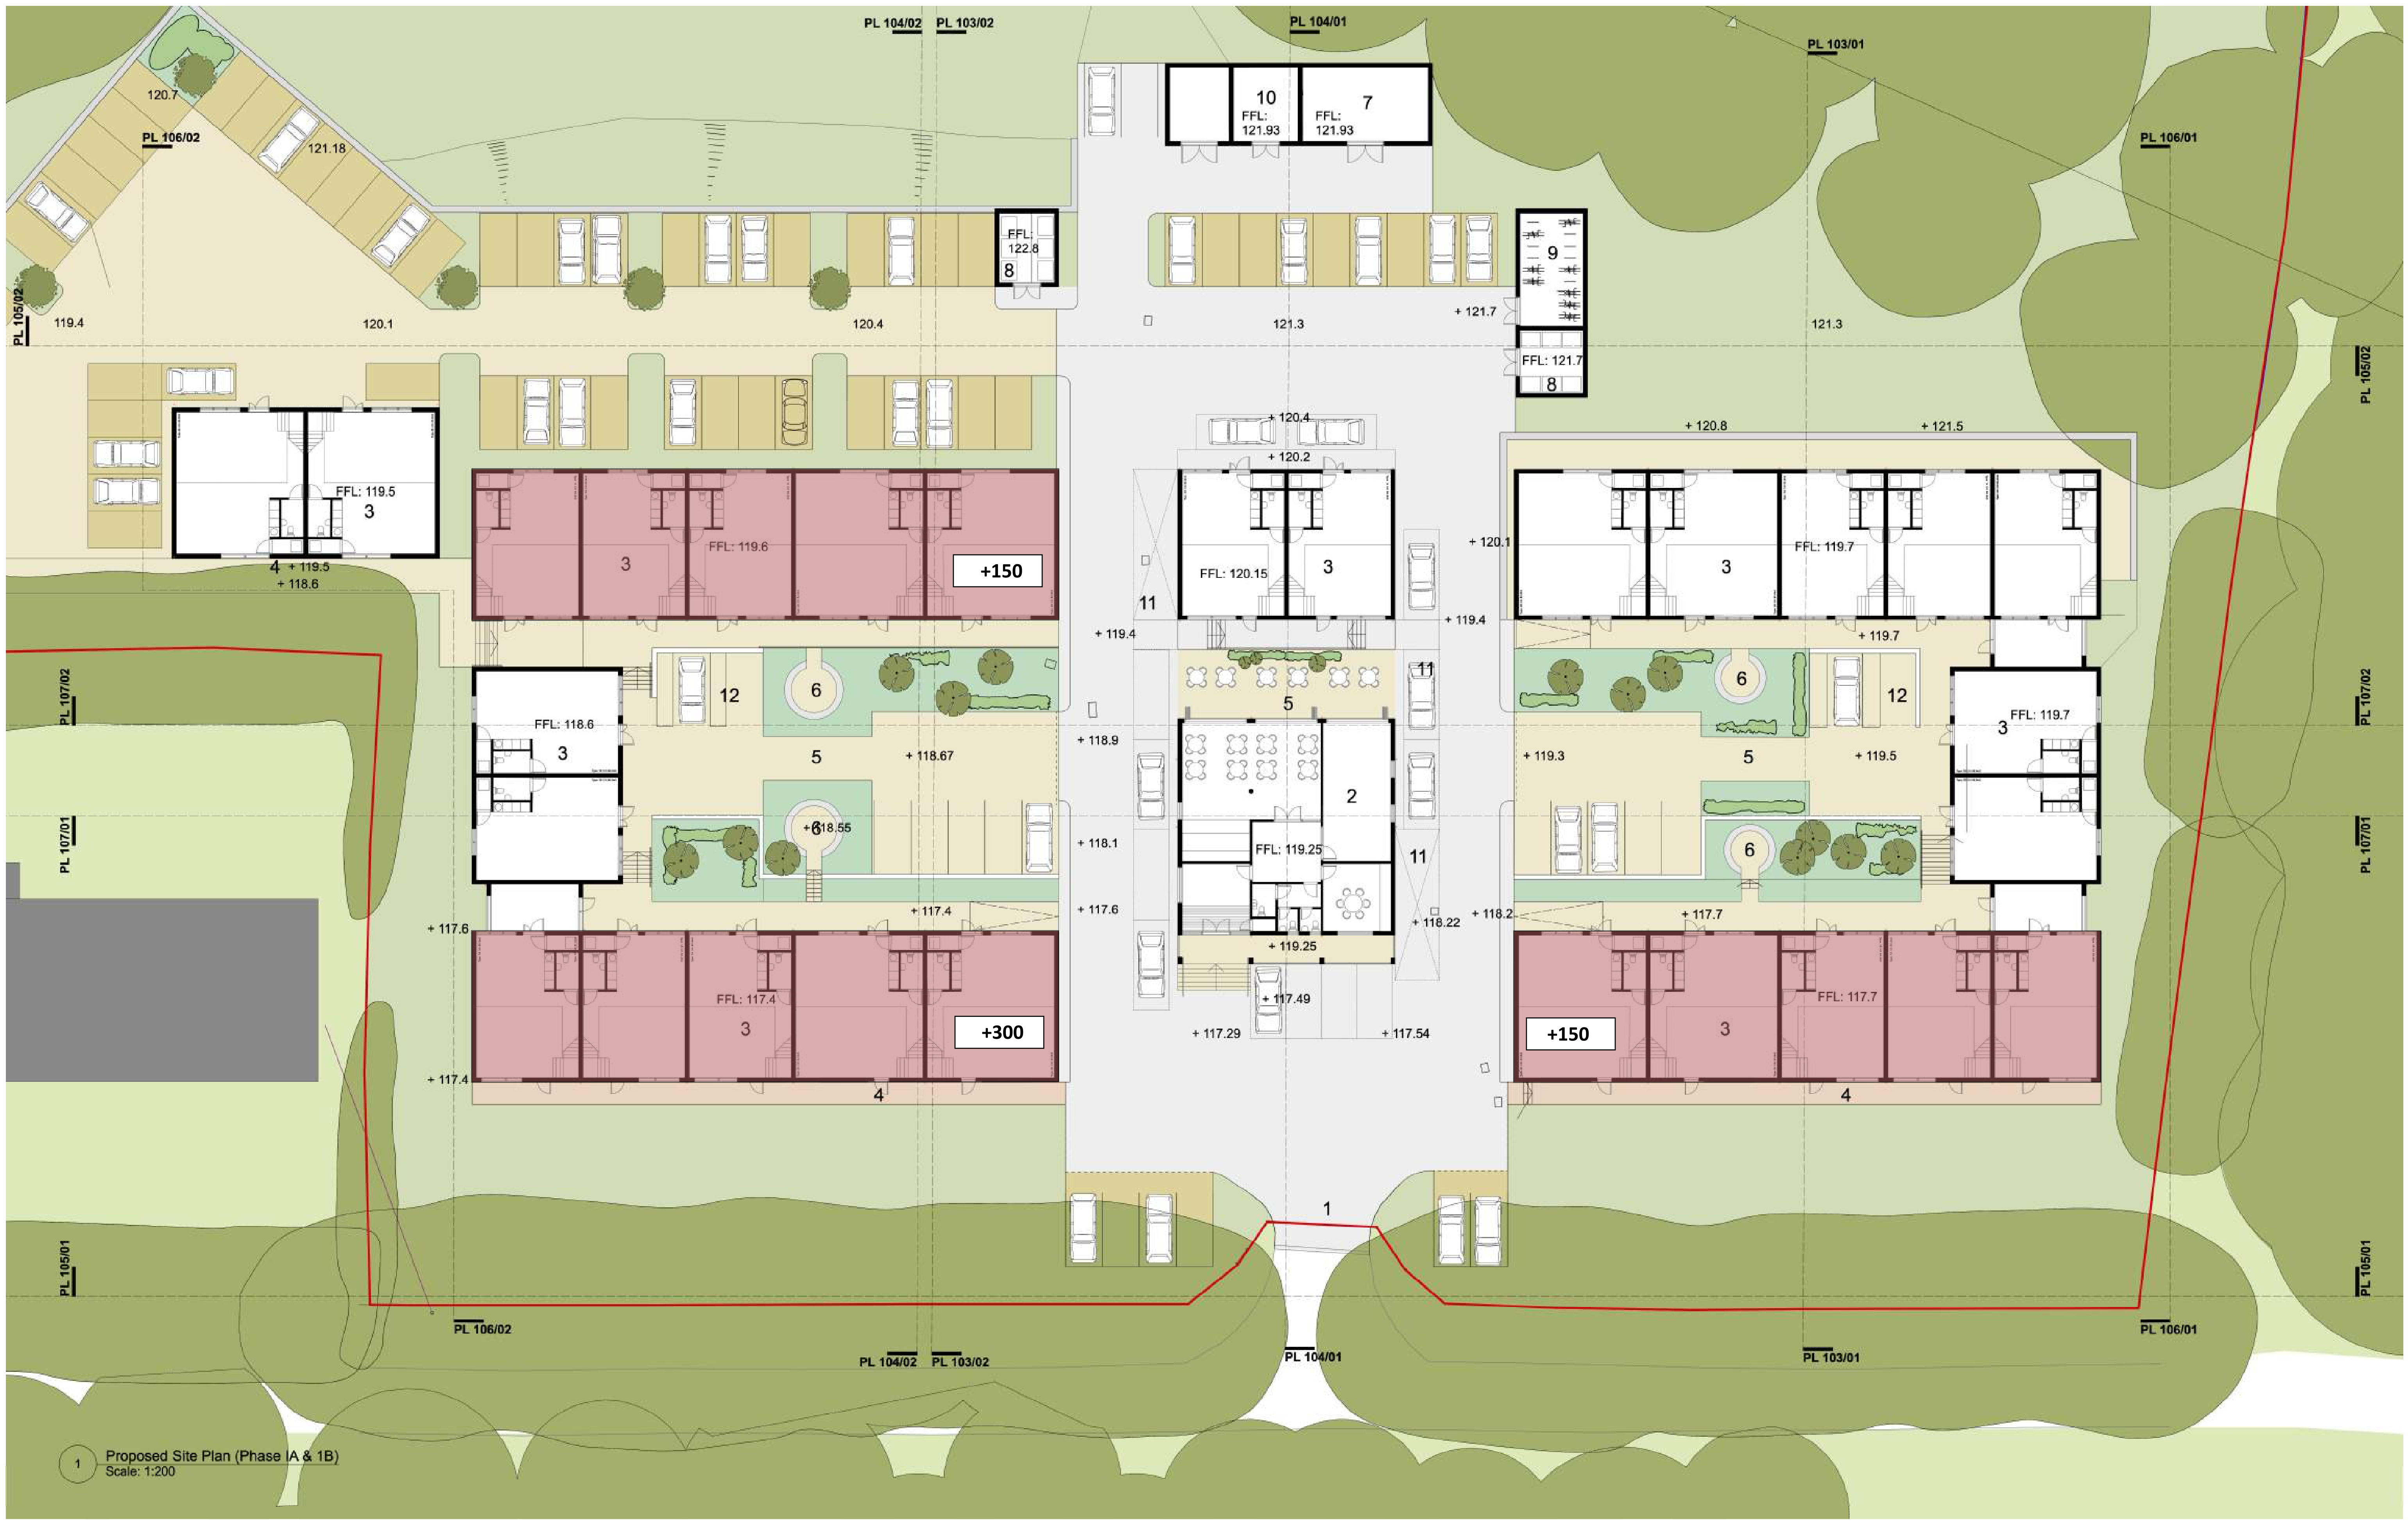 PL 104/02 PL 103/02
PL 104/01
PL 103/01
120.7
PL 106/02
121.18
10
FFL:
121.93
7
FFL:
121.93
PL 106/01
FFL:
122.8
8
9
PL 105/02
119.4
120.1
120.4
+ 121.7
121.3
121.3
FFL: 121.7
8
PL 105/02
+ 120.4
+ 120.8
+ 121.5
+ 120.2
FFL: 119.5
3
4 + 119.5
+ 118.6
FFL: 119.6
3
+150
FFL: 120.15
3
+ 120.1
FFL: 119.7
3
11
+ 119.4
+ 119.4
+ 119.7
PL 107/02
FFL: 118.6
3
12
6
5
+ 118.67
+ 118.9
5
11
+ 119.3
6
12
5
+ 119.5
FFL: 119.7
3
PL 107/02
PL 107/01
6
+ 118.55
+ 118.1
2
FFL: 119.25
11
6
PL 107/01
+ 117.6
+ 117.4
+ 117.6
+ 118.22
+ 118.2
+ 117.7
+ 119.25
FFL: 117.4
3
+300
+ 117.49
+ 117.29
+ 117.54
+150
FFL: 117.7
3
+ 117.4
4
4
1
PL 105/01
PL 105/01
PL 106/02
PL 106/01
PL 104/02 PL 103/02
PL 104/01
PL 103/01
1
Proposed Site Plan (Phase IA & 1B)
Scale: 1:200